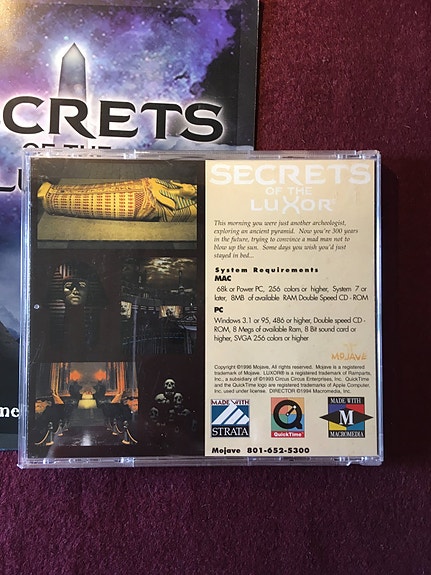 CRETS
OF THE
SECRETS
OF THE
LUXOR®
This morning you were just another archeologist,
exploring an ancient pyramid. Now you're 300 years
in the future, trying to convince a mad man not to
blow up the sun. Some days you wish you'd just
stayed in bed...
System Requirements
MAC
68k or Power PC, 256 colors or higher, System 7 or
later, 8MB of available RAM Double Speed CD - ROM
PC
Windows 3.1 or 95, 486 or higher, Double speed CD -
ROM, 8 Megs of available Ram, 8 Bit sound card or
higher, SVGA 256 colors or higher
MOJAVE
Copyright ©1996 Mojave, All rights reserved. Mojave is a registered
trademark of Mojave. LUXOR® is a registered trademark of Ramparts,
Inc., a subsidiary of ©1993 Circus Circus Enterprises, Inc. QuickTime
and the QuickTime logo are registered trademarks of Apple Computer,
Inc. used under license. DIRECTOR ©1994 Macromedia, Inc.
MADE WITH
STRATA
QuickTime™
MADE WITH
M
MACROMEDIA
Mojave 801-652-5300